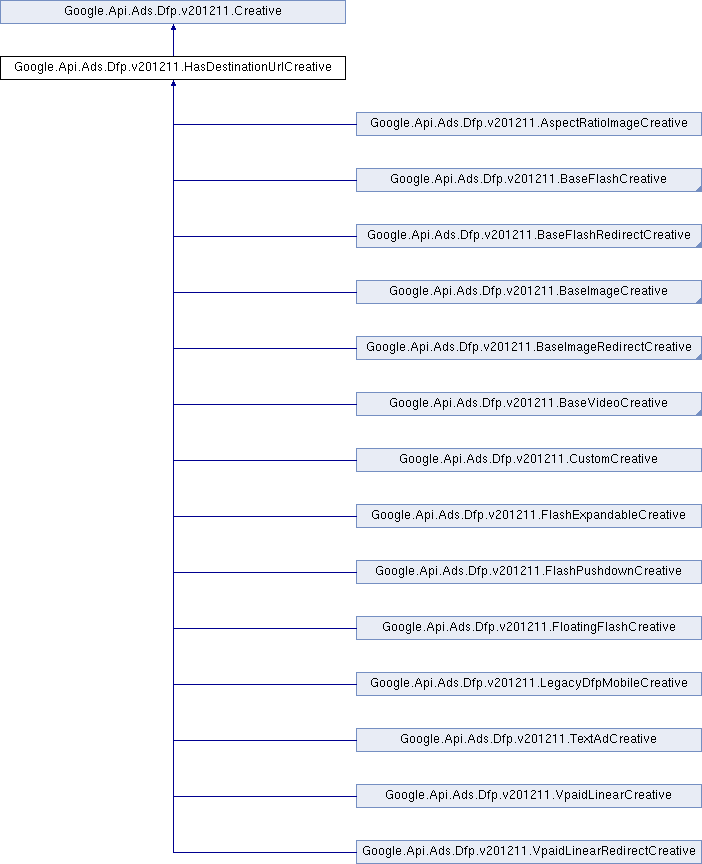 Google.Api.Ads.Dfp.v201211.Creative
Google.Api.Ads.Dfp.v201211.HasDestinationUrlCreative
Google.Api.Ads.Dfp.v201211.AspectRatioImageCreative
Google.Api.Ads.Dfp.v201211.BaseFlashCreative
Google.Api.Ads.Dfp.v201211.BaseFlashRedirectCreative
Google.Api.Ads.Dfp.v201211.BaseImageCreative
Google.Api.Ads.Dfp.v201211.BaseImageRedirectCreative
Google.Api.Ads.Dfp.v201211.BaseVideoCreative
Google.Api.Ads.Dfp.v201211.CustomCreative
Google.Api.Ads.Dfp.v201211.FlashExpandableCreative
Google.Api.Ads.Dfp.v201211.FlashPushdownCreative
Google.Api.Ads.Dfp.v201211.FloatingFlashCreative
Google.Api.Ads.Dfp.v201211.LegacyDfpMobileCreative
Google.Api.Ads.Dfp.v201211.TextAdCreative
Google.Api.Ads.Dfp.v201211.VpaidLinearCreative
Google.Api.Ads.Dfp.v201211.VpaidLinearRedirectCreative